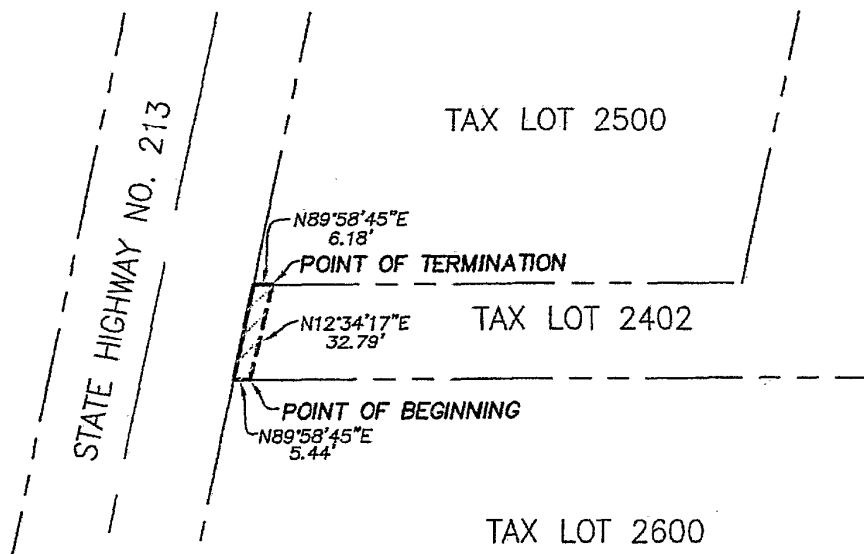 TAX LOT 2500
STATE HIGHWAY NO. 213
N89°58'45"E
6.18'
POINT OF TERMINATION
N12°34'17"E
32.79'
TAX LOT 2402
POINT OF BEGINNING
N89°58'45"E
5.44'
TAX LOT 2600